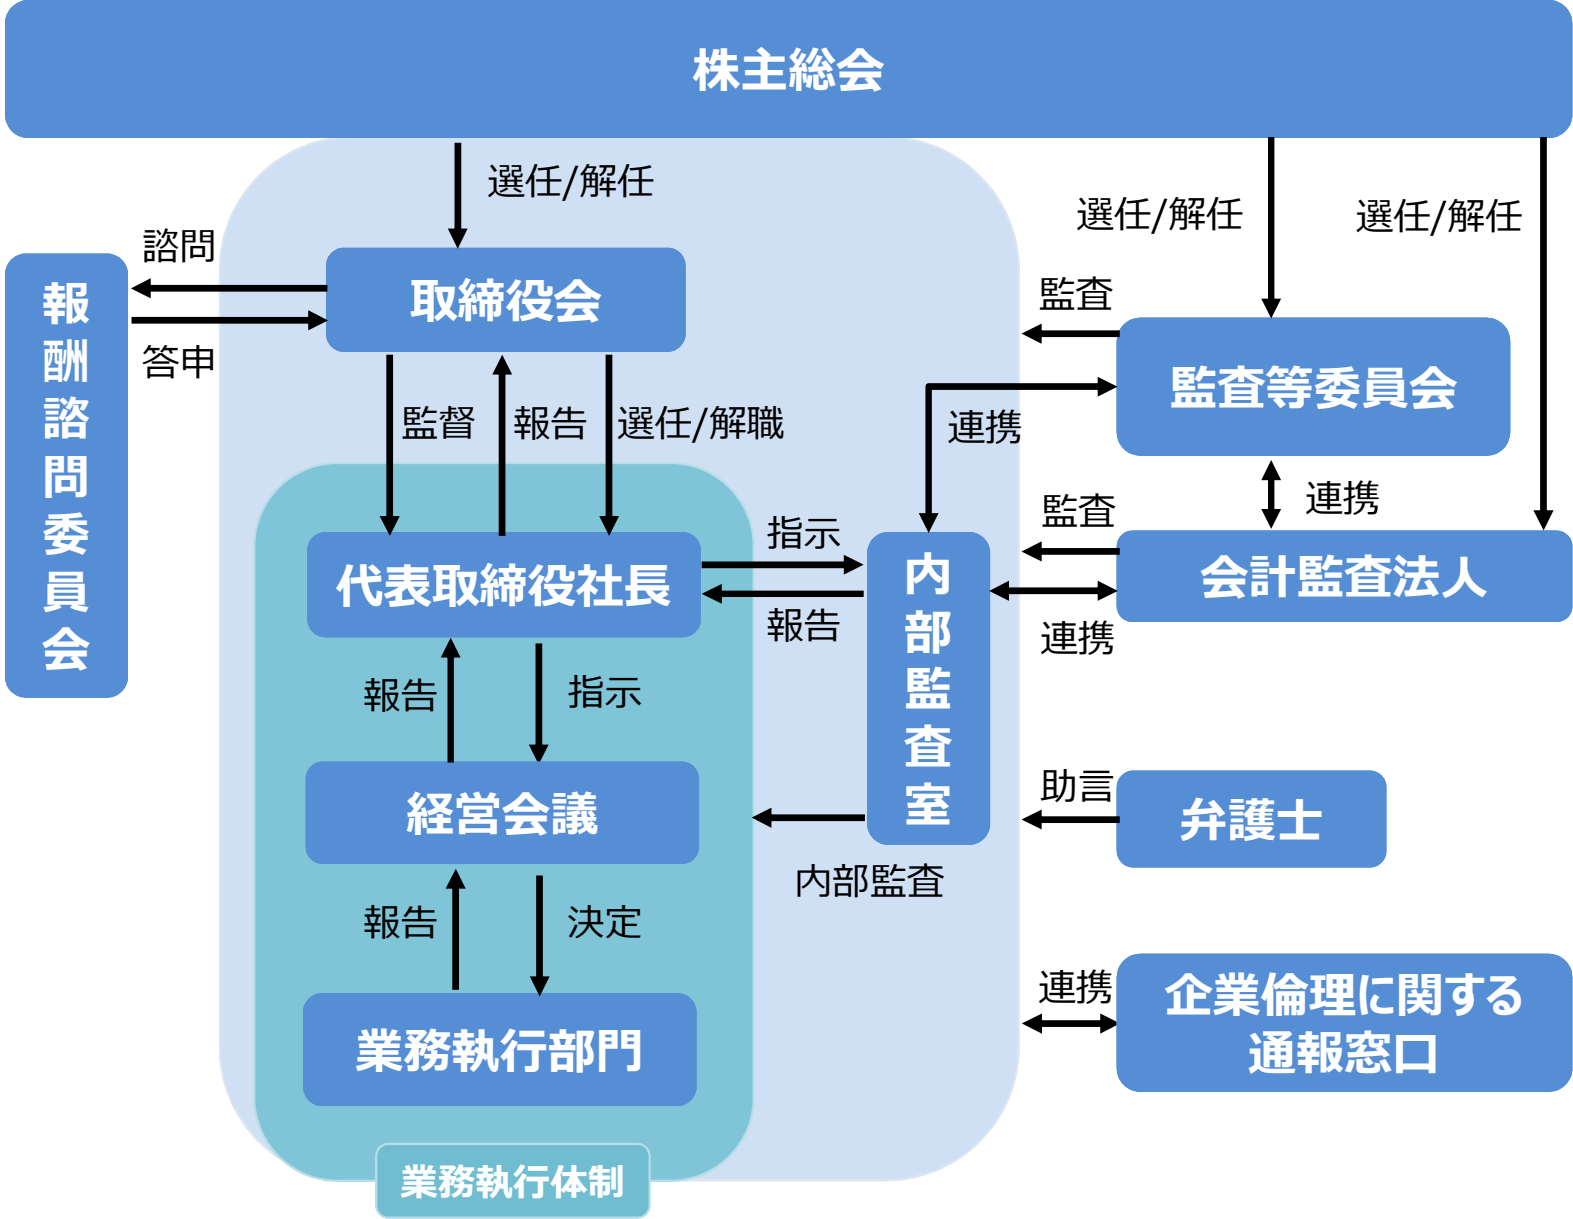 株主総会
選任/解任
選任/解任
選任/解任
諮問
取締役会
答申
報酬諮問委員会
監査
監査等委員会
連携
監督
報告
選任/解職
連携
監査
会計監査法人
連携
指示
代表取締役社長
報告
内部監査室
報告
指示
経営会議
助言
弁護士
内部監査
報告
決定
連携
企業倫理に関する
通報窓口
業務執行部門
業務執行体制